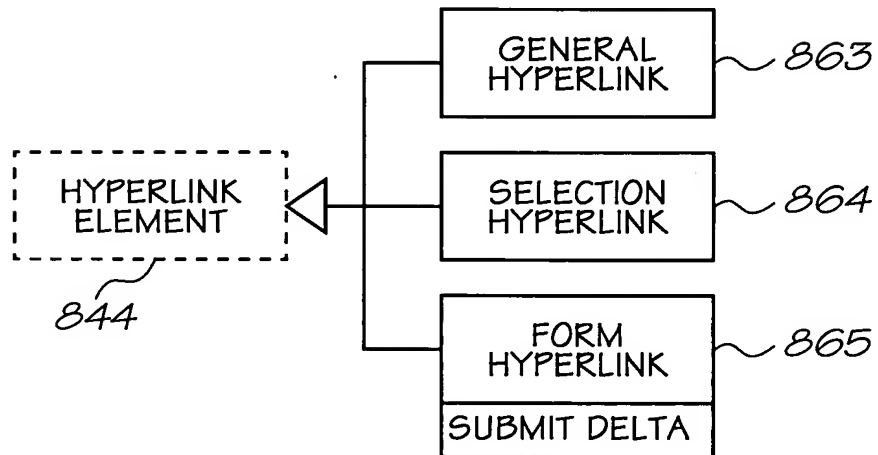 GENERAL
HYPERLINK
863
HYPERLINK
ELEMENT
844
SELECTION
HYPERLINK
864
FORM
HYPERLINK
865
SUBMIT DELTA